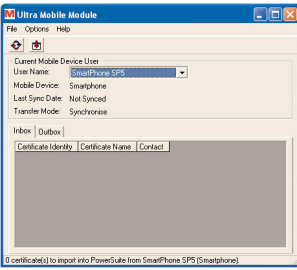 Ultra Mobile Module
File Options Help
Current Mobile Device User
User Name: SmartPhone SP5
Mobile Device: Smartphone
Last Sync Date: Not Synced
Transfer Mode: Synchronise
Inbox Outbox
Certificate Identity Certificate Name Contact
0 certificate(s) to import into PowerSuite from SmartPhone SP5 (Smartphone).